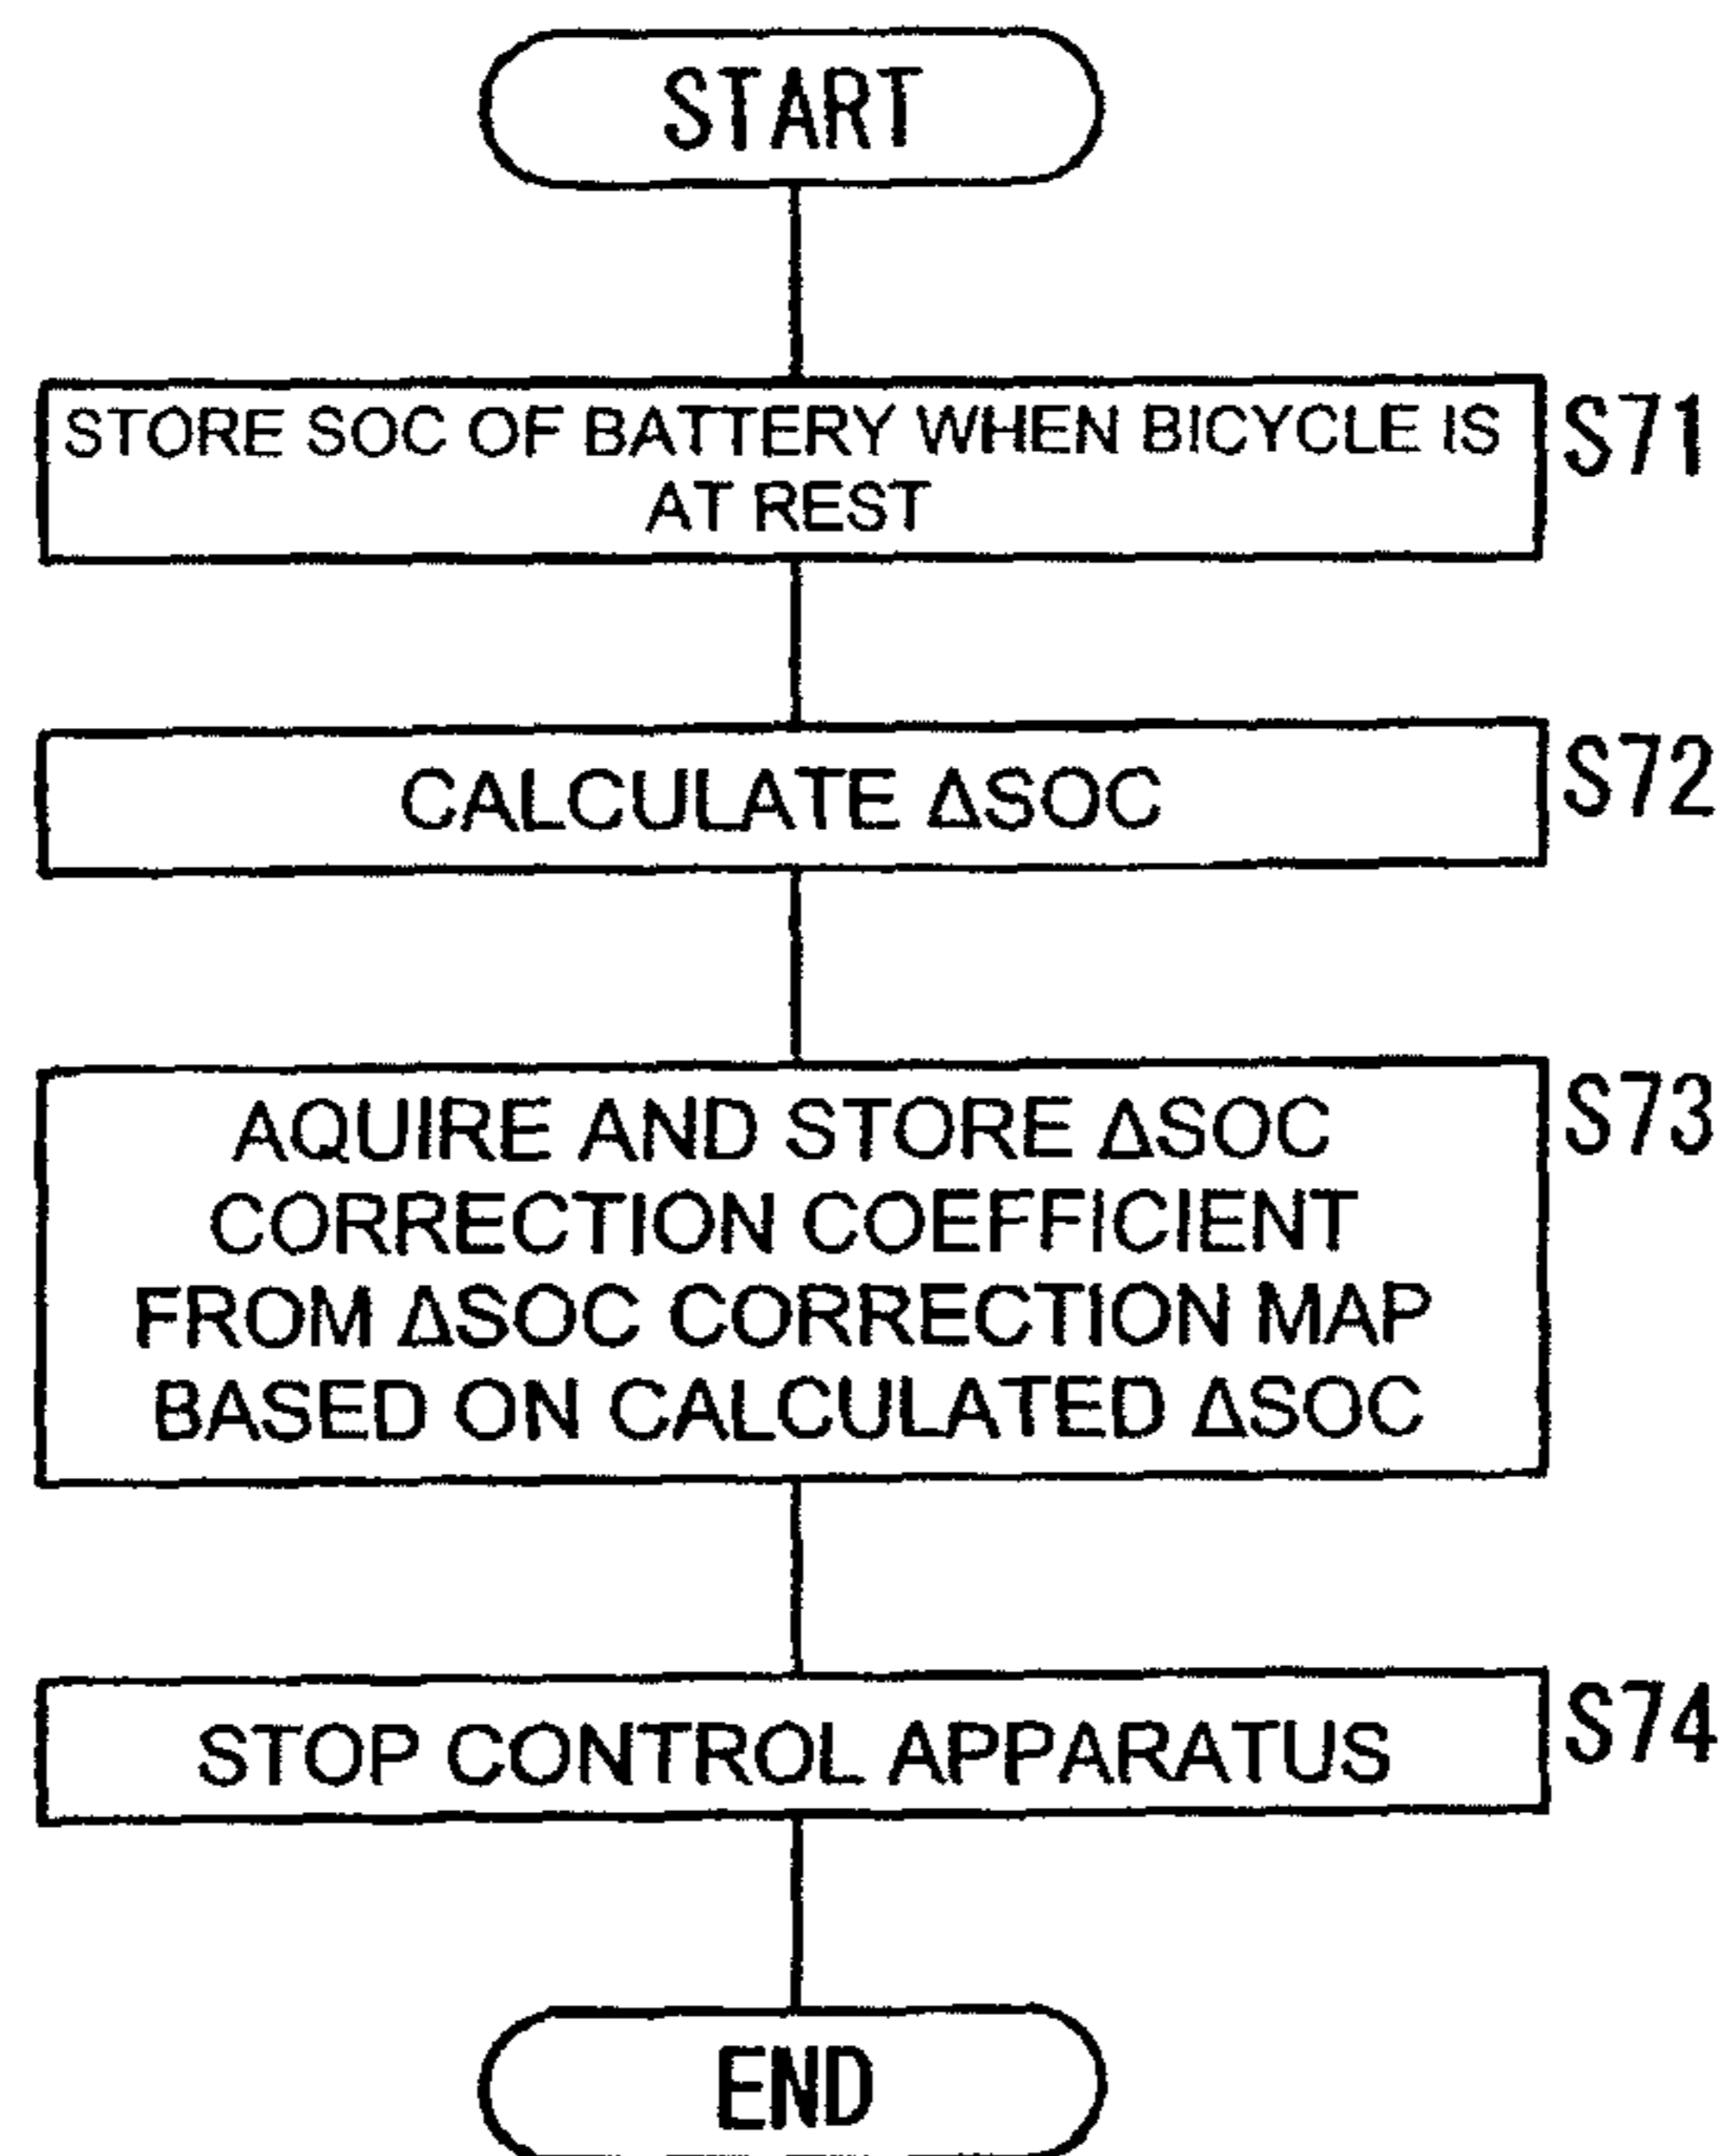 START
STORE SOC OF BATTERY WHEN BICYCLE IS
AT REST
S71
CALCULATE ΔSOC
S72
AQUIRE AND STORE ΔSOC
CORRECTION COEFFICIENT
FROM ΔSOC CORRECTION MAP
BASED ON CALCULATED ΔSOC
S73
STOP CONTROL APPARATUS
S74
END